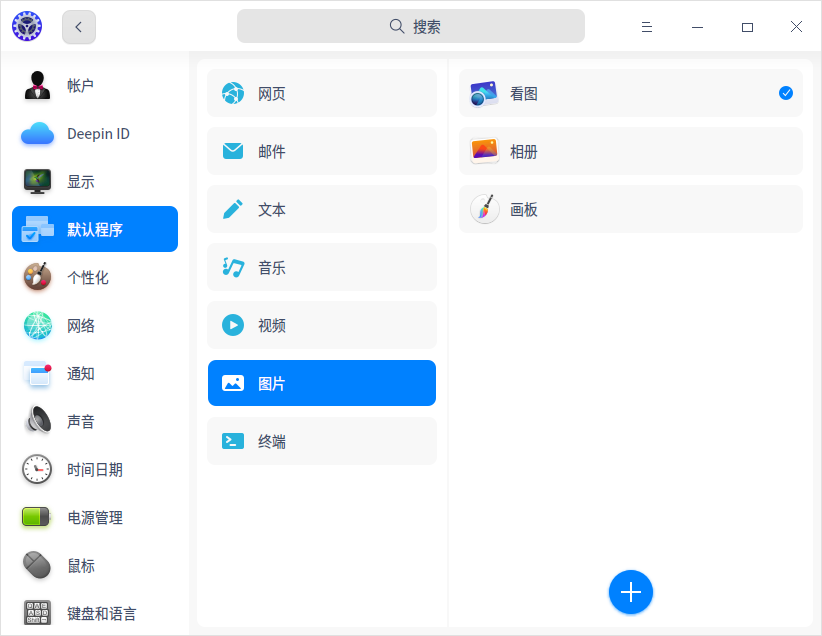 搜索
帐户
Deepin ID
显示
默认程序
个性化
网络
通知
声音
时间日期
电源管理
鼠标
键盘和语言
网页
邮件
文本
音乐
视频
图片
终端
看图
相册
画板